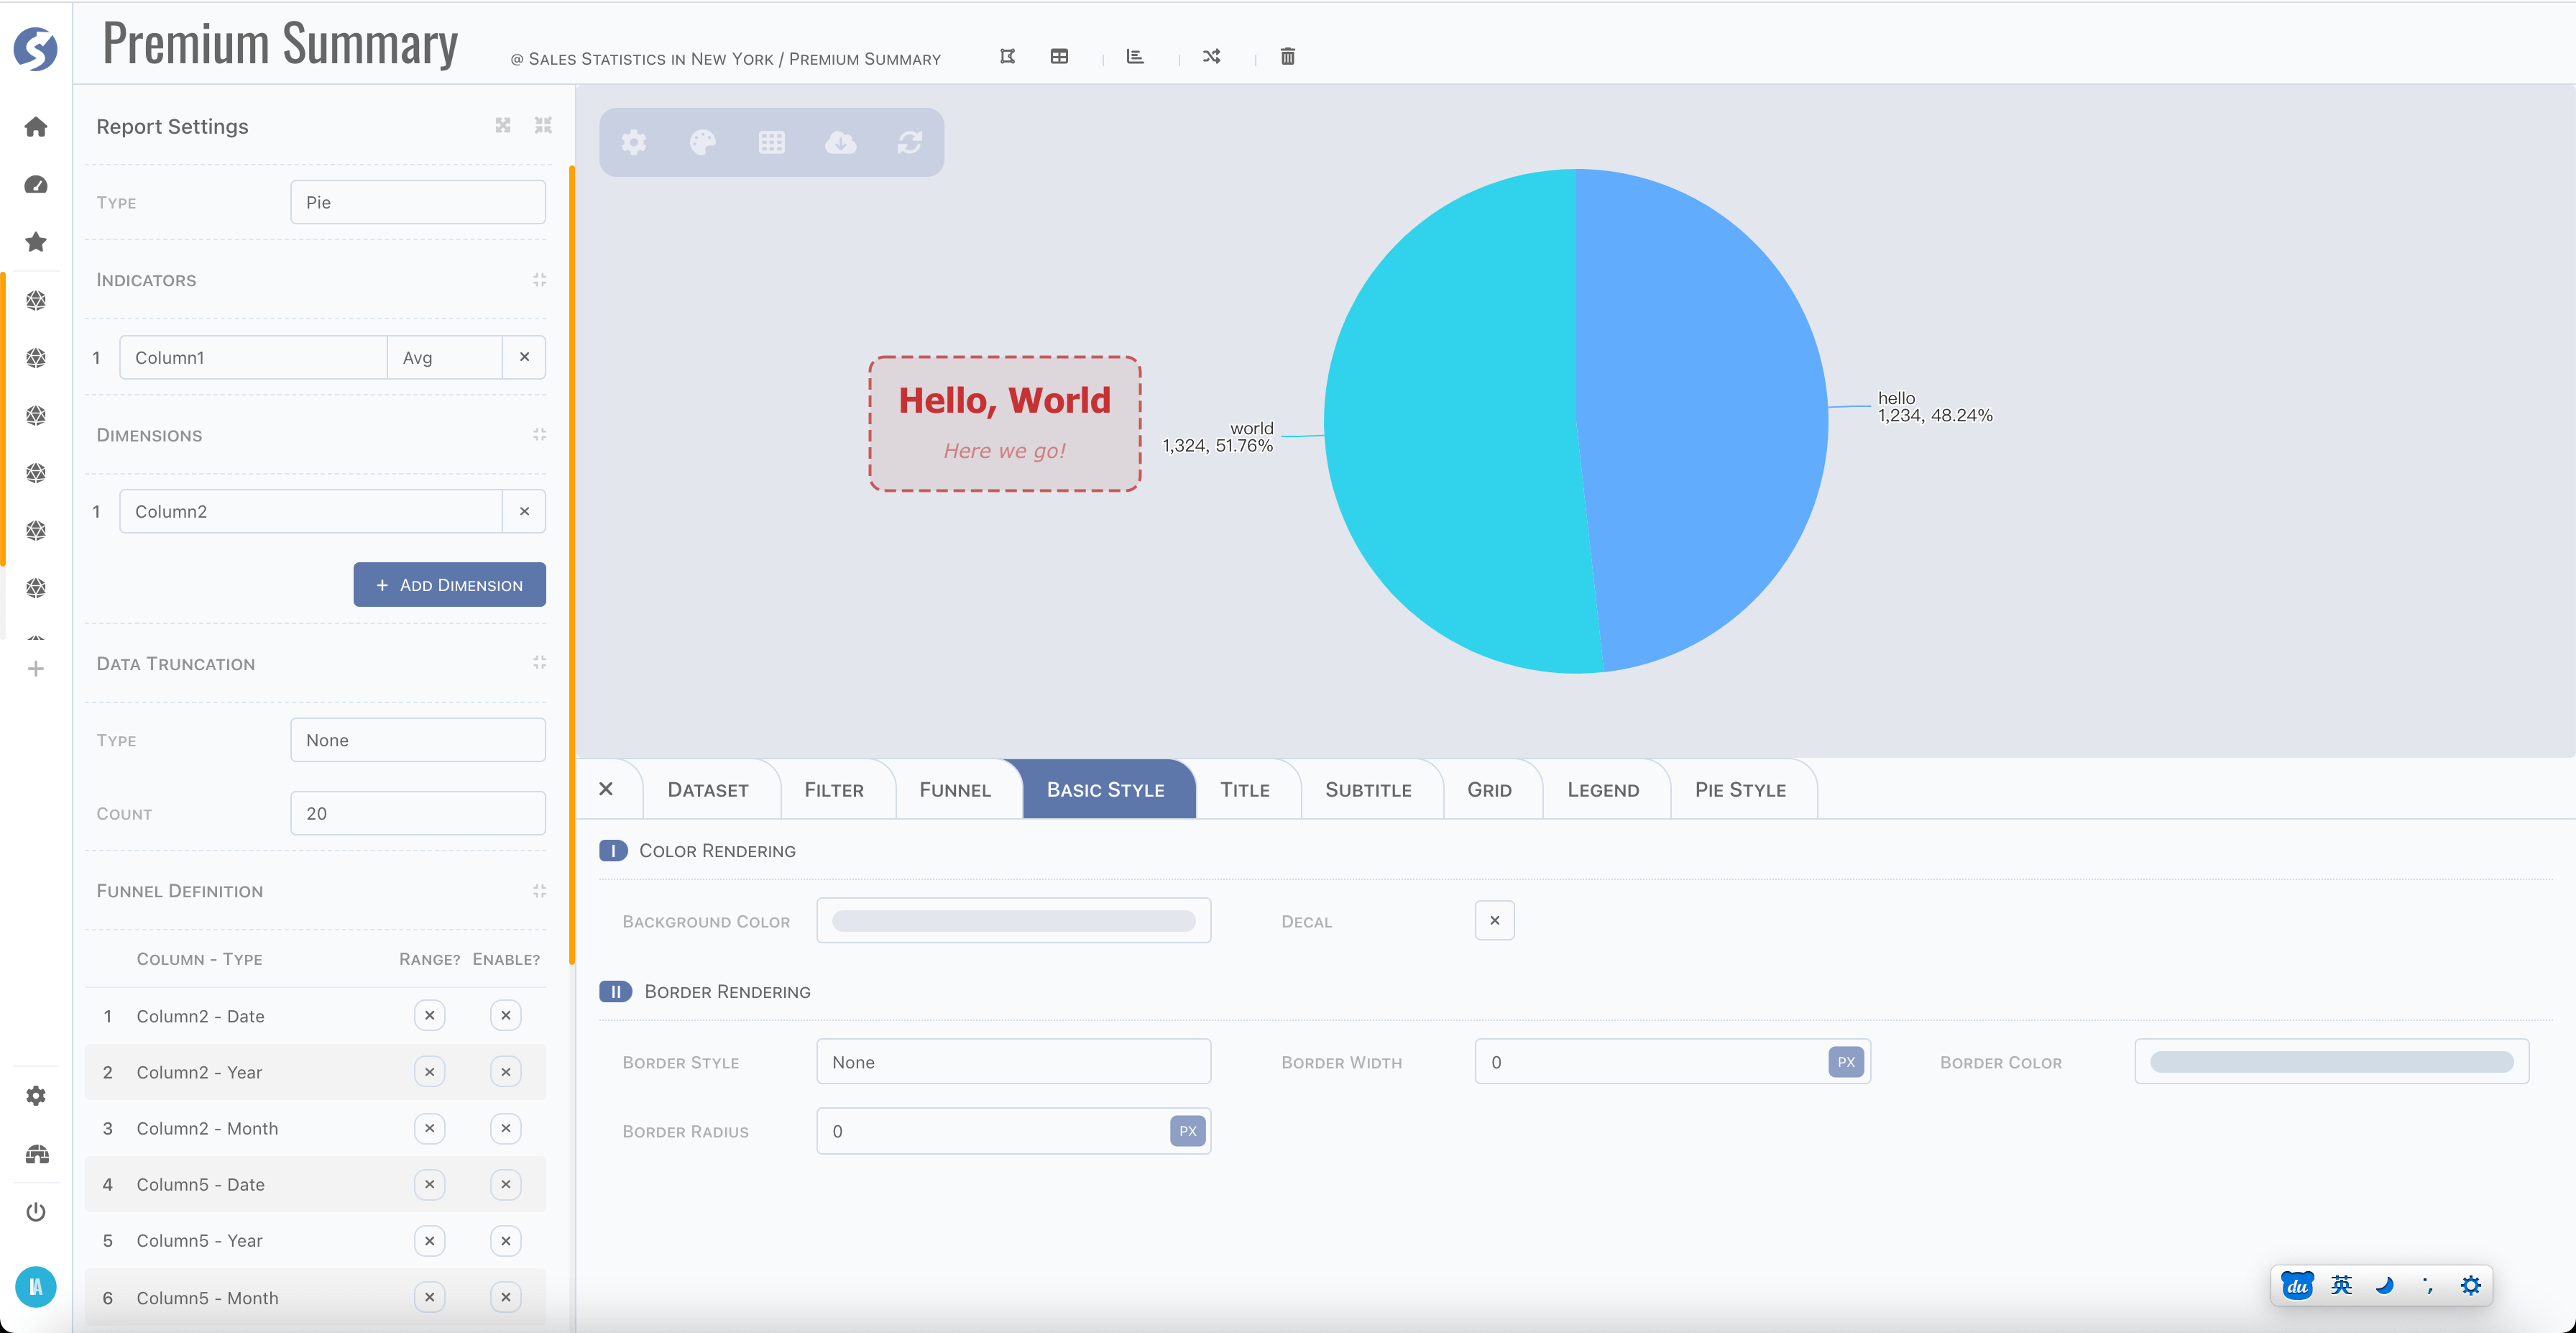 Premium Summary
@ Sales Statistics in New York / Premium Summary
Report Settings
Type
Pie
Indicators
1
Column1
Avg
Dimensions
1
Column2
+ Add Dimension
Data Truncation
Type
None
Count
20
Funnel Definition
Column - Type Range? Enable?
1 Column2 - Date
2 Column2 - Year
3 Column2 - Month
4 Column5 - Date
5 Column5 - Year
6 Column5 - Month
IA
Hello, World
Here we go!
world
1,324, 51.76%
hello
1,234, 48.24%
Dataset Filter Funnel Basic Style Title Subtitle Grid Legend Pie Style
I Color Rendering
Background Color
Decal
II Border Rendering
Border Style
None
Border Width
0
PX
Border Color
Border Radius
0
PX
du 英